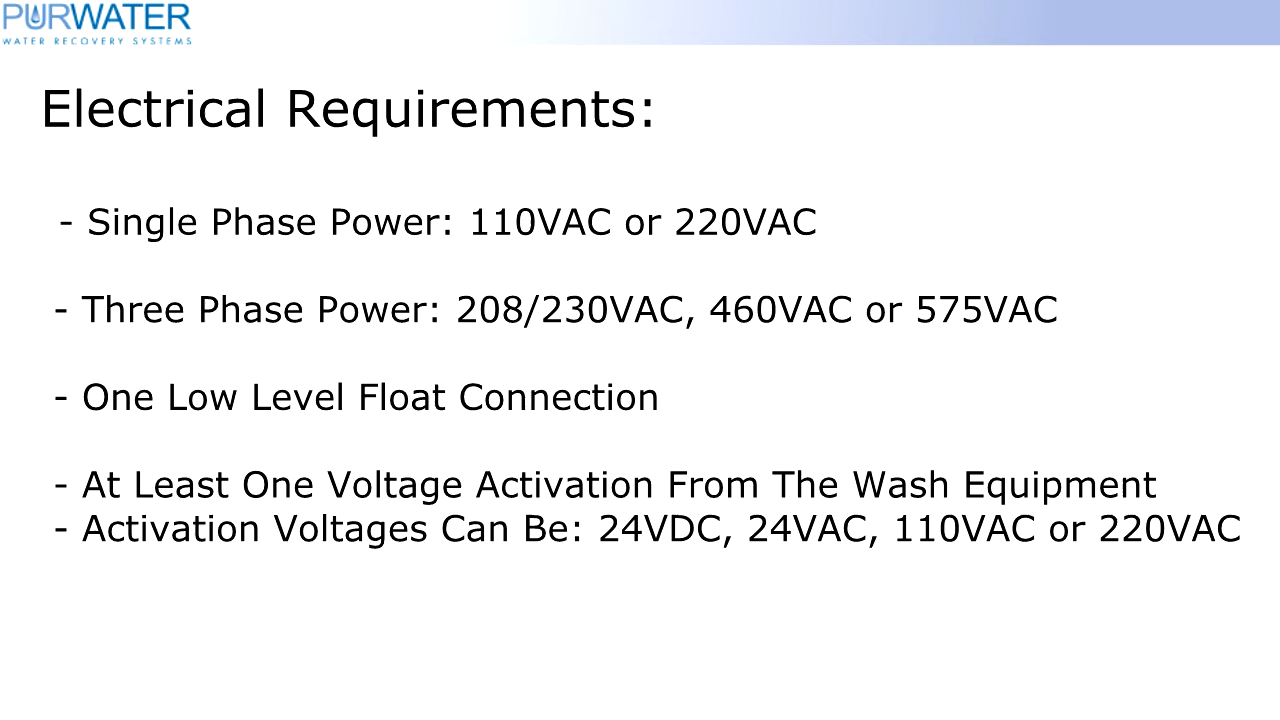 PURWATER
WATER RECOVERY SYSTEMS
Electrical Requirements:
- Single Phase Power: 110VAC or 220VAC
- Three Phase Power: 208/230VAC, 460VAC or 575VAC
- One Low Level Float Connection
- At Least One Voltage Activation From The Wash Equipment
- Activation Voltages Can Be: 24VDC, 24VAC, 110VAC or 220VAC